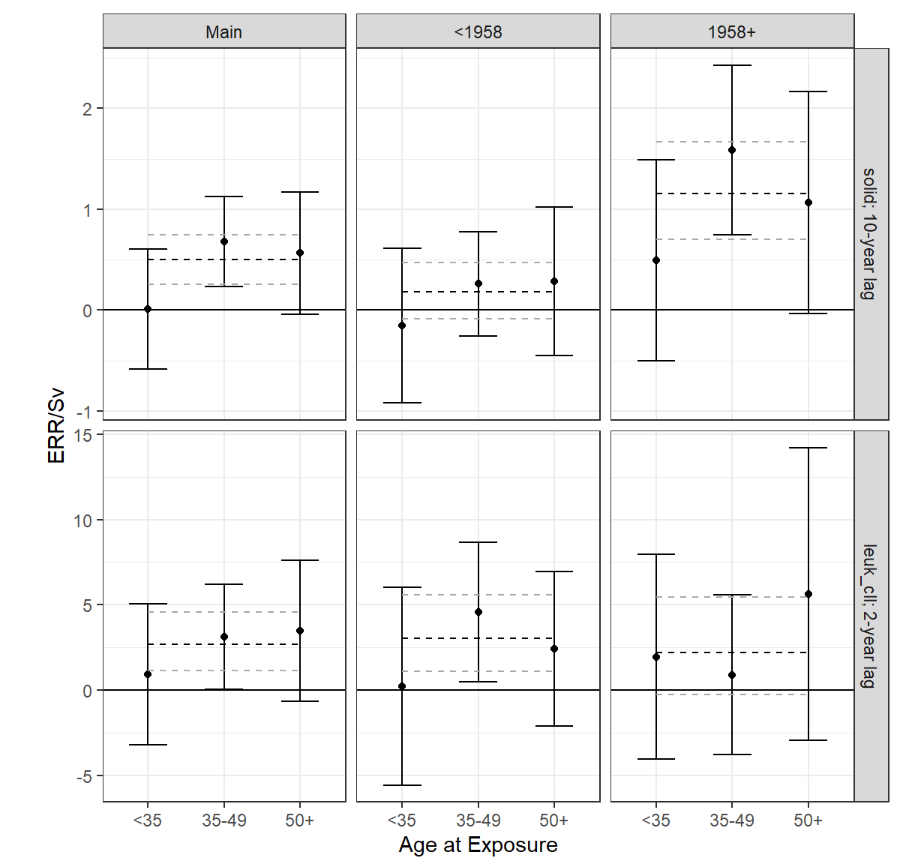 Main
<1958
1958+
2
1
0
-1
solid; 10-year lag
ERR/Sv
15
10
5
0
-5
leuk_cll; 2-year lag
<35 35-49 50+
<35 35-49 50+
<35 35-49 50+
Age at Exposure